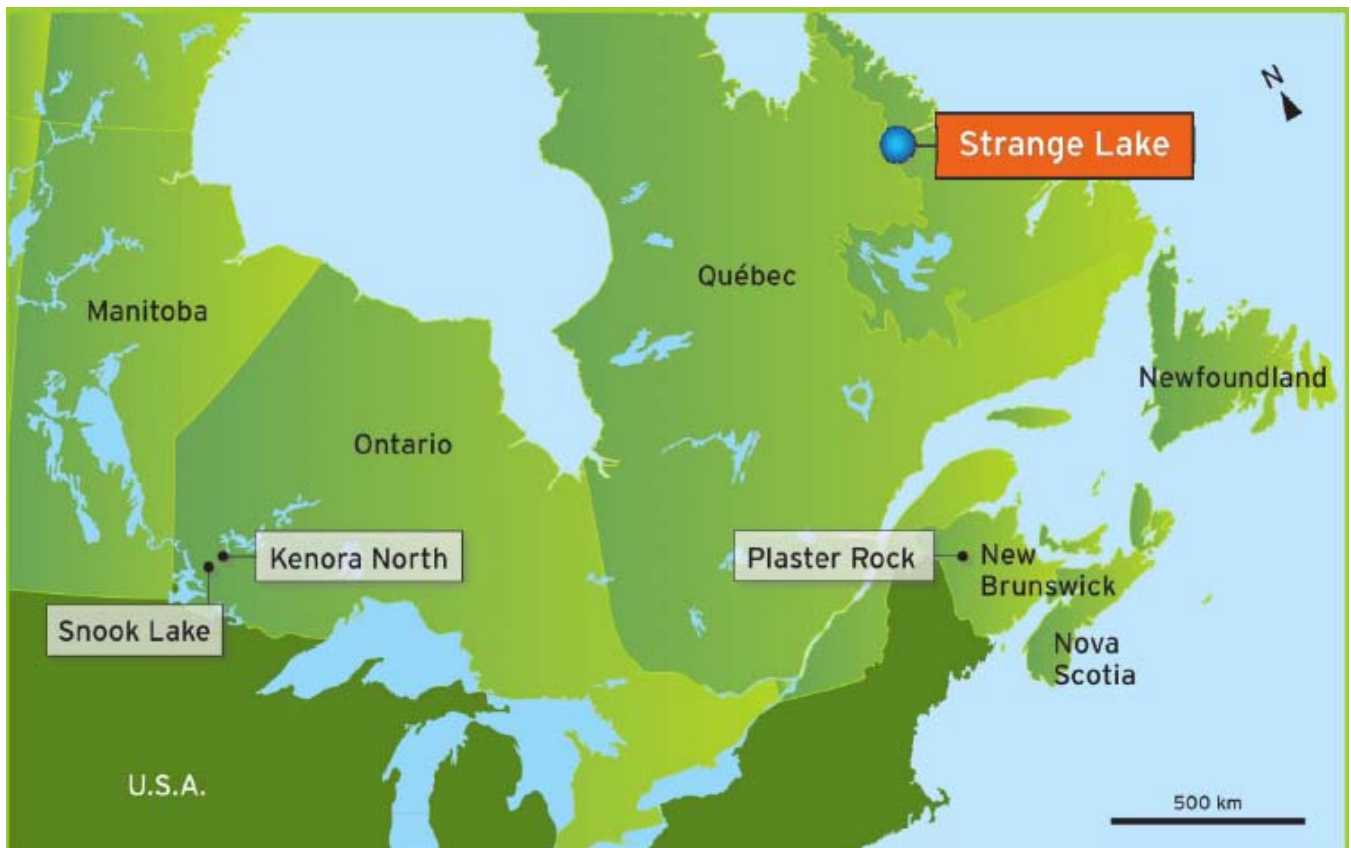 N
Strange Lake
Québec
Manitoba
Newfoundland
Ontario
Kenora North
Plaster Rock
New
Brunswick
Snook Lake
Nova
Scotia
U.S.A.
500 km